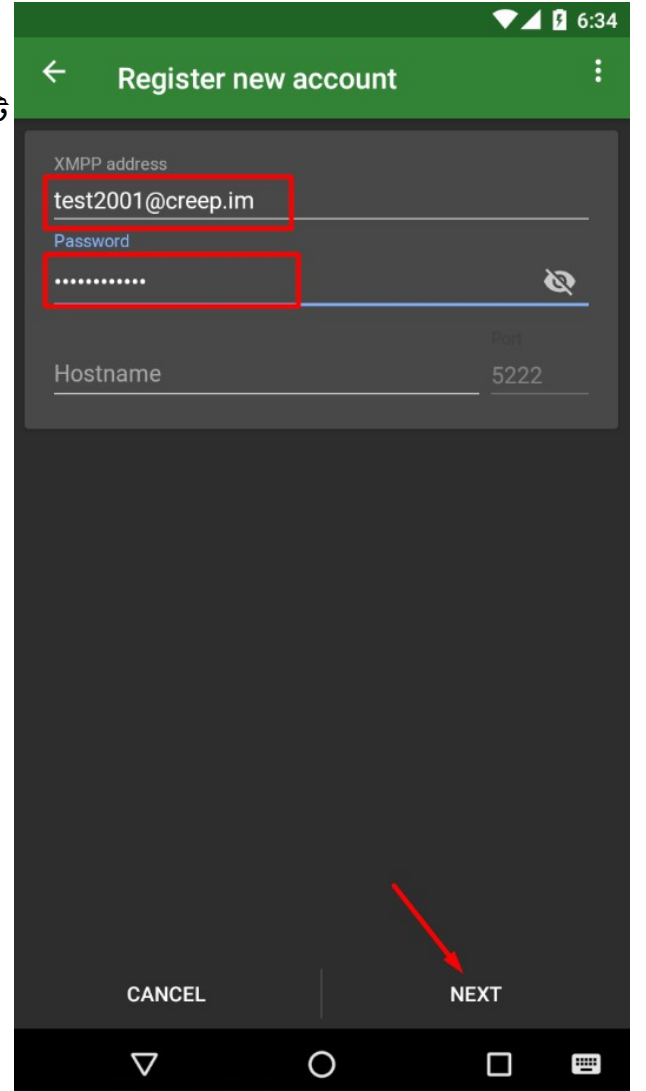 6:34
Register new account
XMPP address
test2001@creep.im
Password
••••••••••••
Port
Hostname 5222
CANCEL NEXT